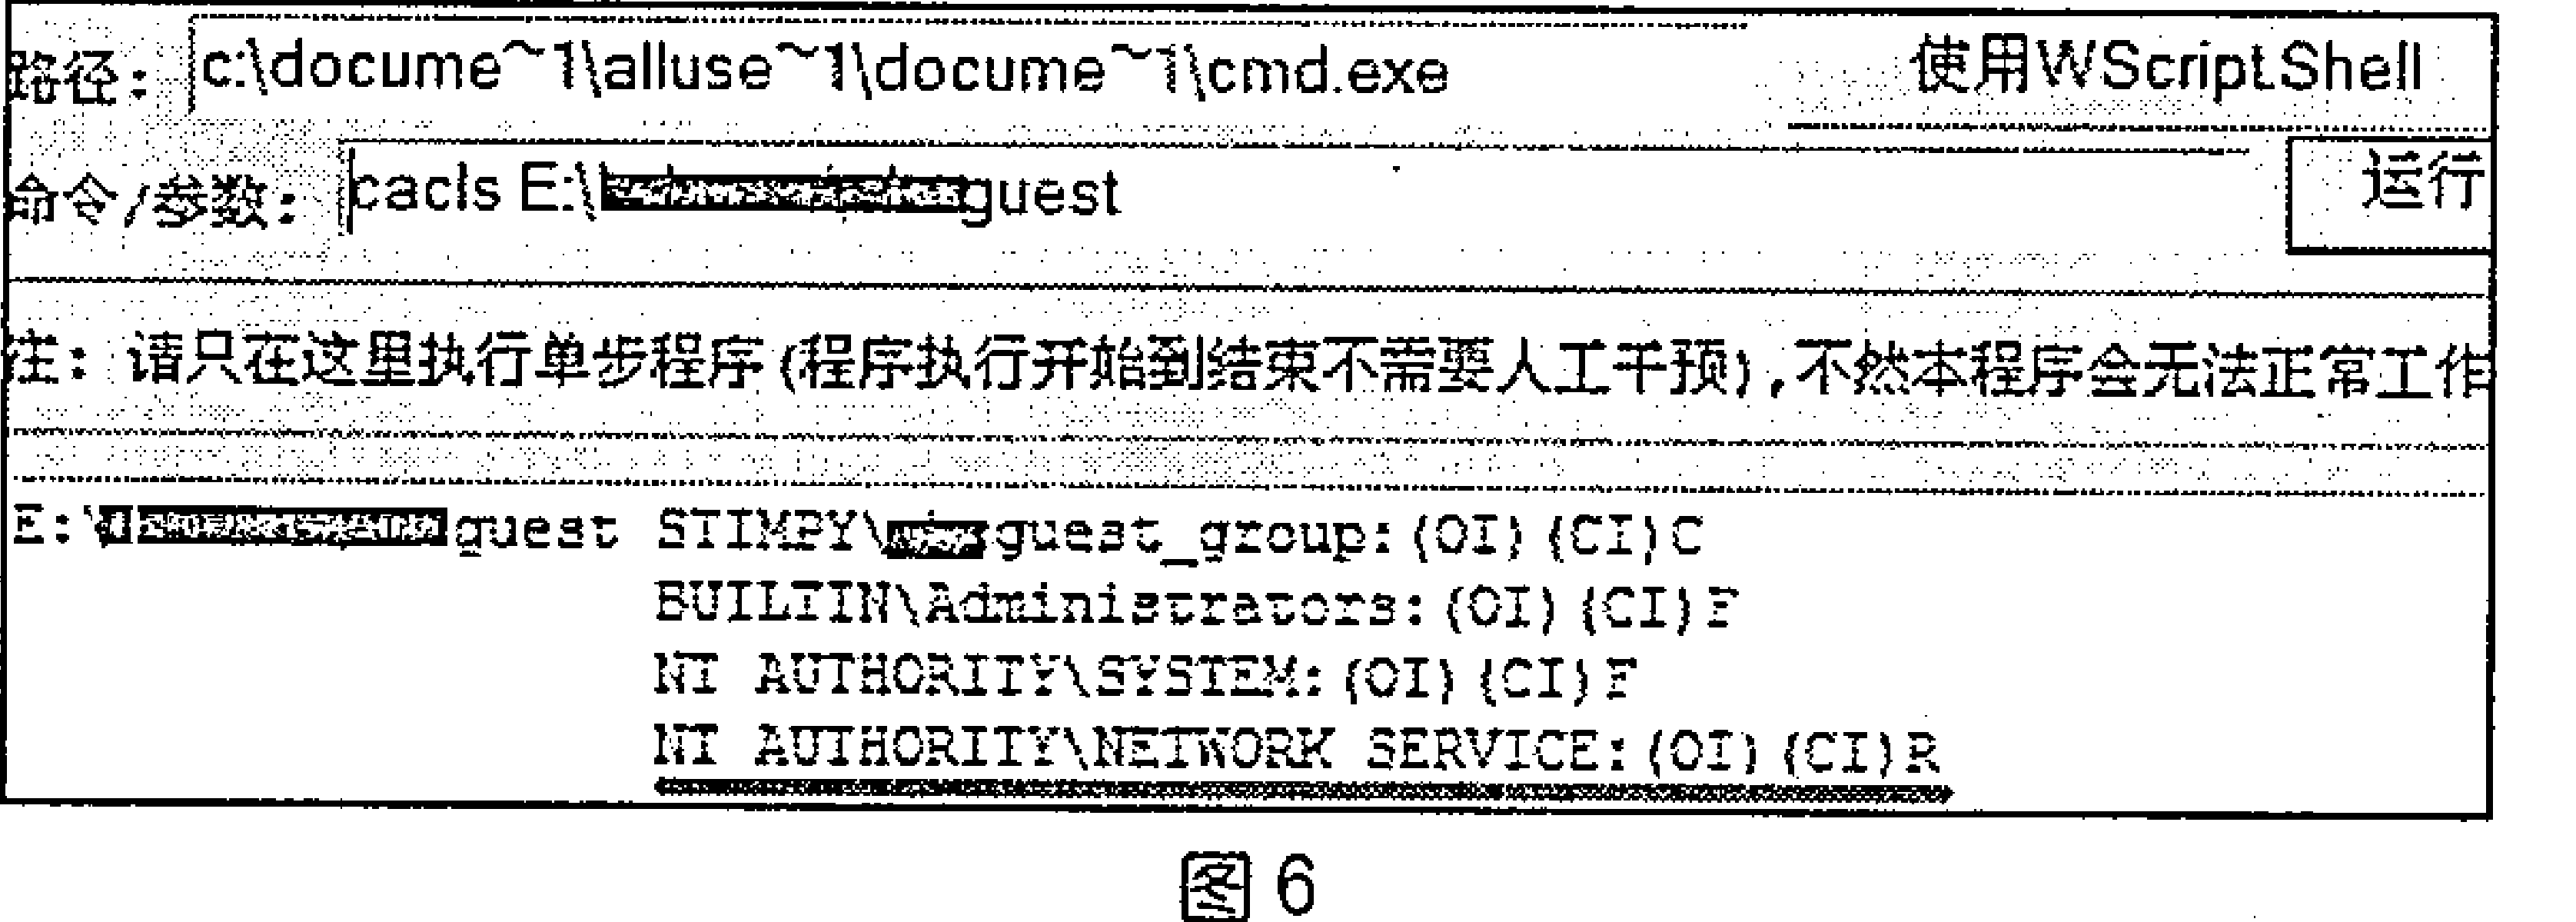 路径: c:\docume~1\alluse~1\docume~1\cmd.exe 使用WScript.Shell
命令/参数: cacls E:\guest 运行
注: 请只在这里执行单步程序(程序执行开始到结束不需要人工干预),不然本程序会无法正常工作
E:\guest STIMPY\guest_group:(OI)(CI)C
BUILTIN\Administrators:(OI)(CI)F
NT AUTHORITY\SYSTEM:(OI)(CI)F
NT AUTHORITY\NETWORK SERVICE:(OI)(CI)R
图 6